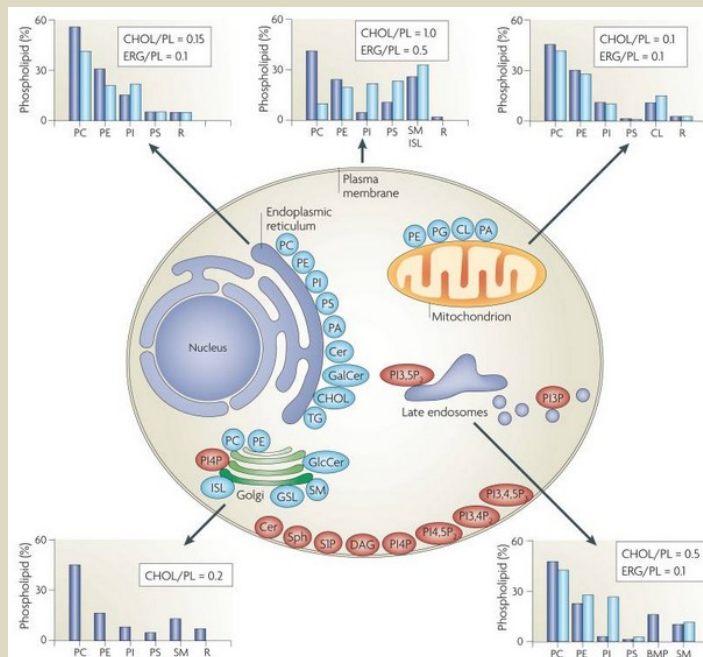 60
30
0
Phospholipid (%)
CHOL/PL = 0.15
ERG/PL = 0.1
PC PE PI PS R
60
30
0
Phospholipid (%)
CHOL/PL = 1.0
ERG/PL = 0.5
PC PE PI PS SM R
ISL
60
30
0
Phospholipid (%)
CHOL/PL = 0.1
ERG/PL = 0.1
PC PE PI PS CL R
Plasma
membrane
Endoplasmic
reticulum
PC
PE
PI
PS
PA
Cer
GalCer
CHOL
TG
Nucleus
PE PG CL PA
Mitochondrion
PI3,5P₂
Late endosomes
PI3P
PC PE
PI4P
GlcCer
ISL
Golgi
GSL
SM
Cer
Sph
S1P
DAG
PI4P
PI4,5P₂
PI3,4P₂
PI3,4,5P₃
60
30
0
Phospholipid (%)
CHOL/PL = 0.2
PC PE PI PS SM R
60
30
0
Phospholipid (%)
CHOL/PL = 0.5
ERG/PL = 0.1
PC PE PI PS BMP SM